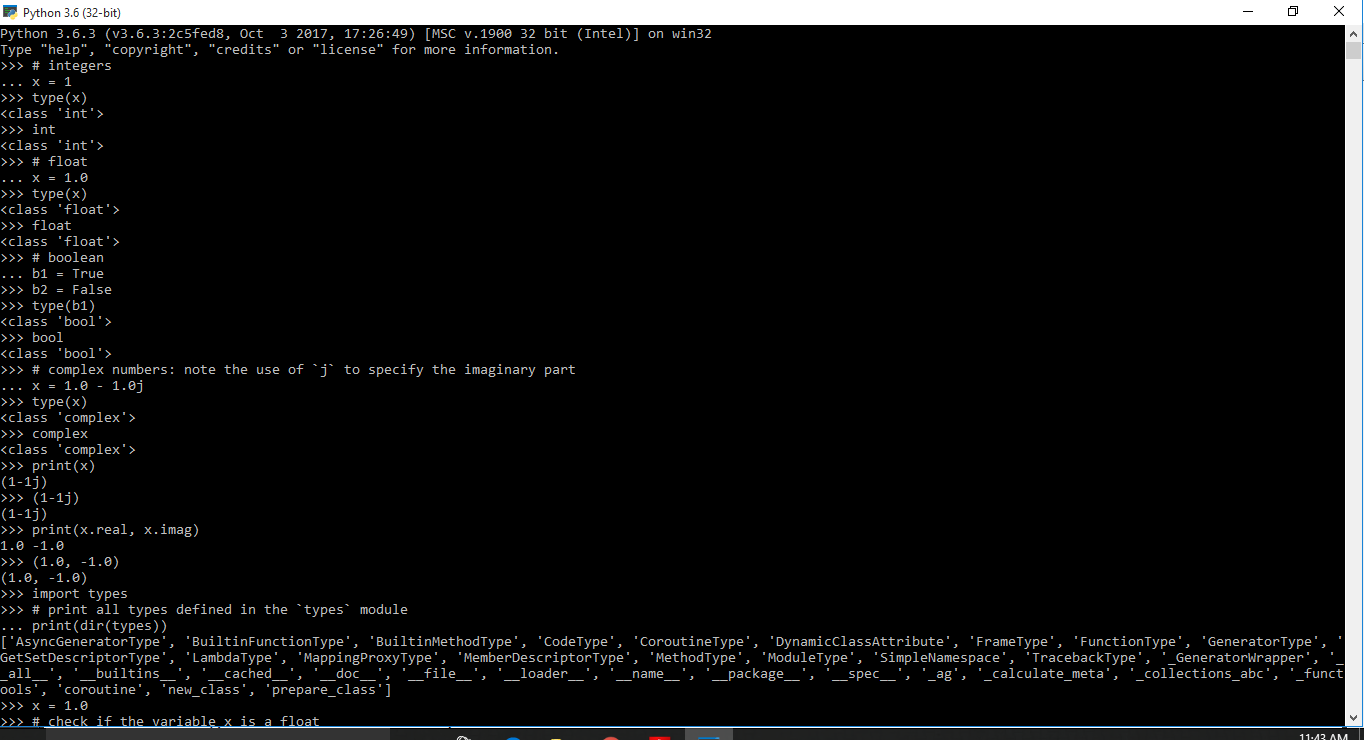 Python 3.6 (32-bit)
Python 3.6.3 (v3.6.3:2c5fed8, Oct  3 2017, 17:26:49) [MSC v.1900 32 bit (Intel)] on win32
Type "help", "copyright", "credits" or "license" for more information.
>>> # integers
... x = 1
>>> type(x)
<class 'int'>
>>> int
<class 'int'>
>>> # float
... x = 1.0
>>> type(x)
<class 'float'>
>>> float
<class 'float'>
>>> # boolean
... b1 = True
>>> b2 = False
>>> type(b1)
<class 'bool'>
>>> bool
<class 'bool'>
>>> # complex numbers: note the use of `j` to specify the imaginary part
... x = 1.0 - 1.0j
>>> type(x)
<class 'complex'>
>>> complex
<class 'complex'>
>>> print(x)
(1-1j)
>>> (1-1j)
(1-1j)
>>> print(x.real, x.imag)
1.0 -1.0
>>> (1.0, -1.0)
(1.0, -1.0)
>>> import types
>>> # print all types defined in the `types` module
... print(dir(types))
['AsyncGeneratorType', 'BuiltinFunctionType', 'BuiltinMethodType', 'CodeType', 'CoroutineType', 'DynamicClassAttribute', 'FrameType', 'FunctionType', 'GeneratorType', '
GetSetDescriptorType', 'LambdaType', 'MappingProxyType', 'MemberDescriptorType', 'MethodType', 'ModuleType', 'SimpleNamespace', 'TracebackType', '_GeneratorWrapper', '_
_all__', '__builtins__', '__cached__', '__doc__', '__file__', '__loader__', '__name__', '__package__', '__spec__', '_ag', '_calculate_meta', '_collections_abc', '_funct
ools', 'coroutine', 'new_class', 'prepare_class']
>>> x = 1.0
>>> # check if the variable x is a float
11:43 AM